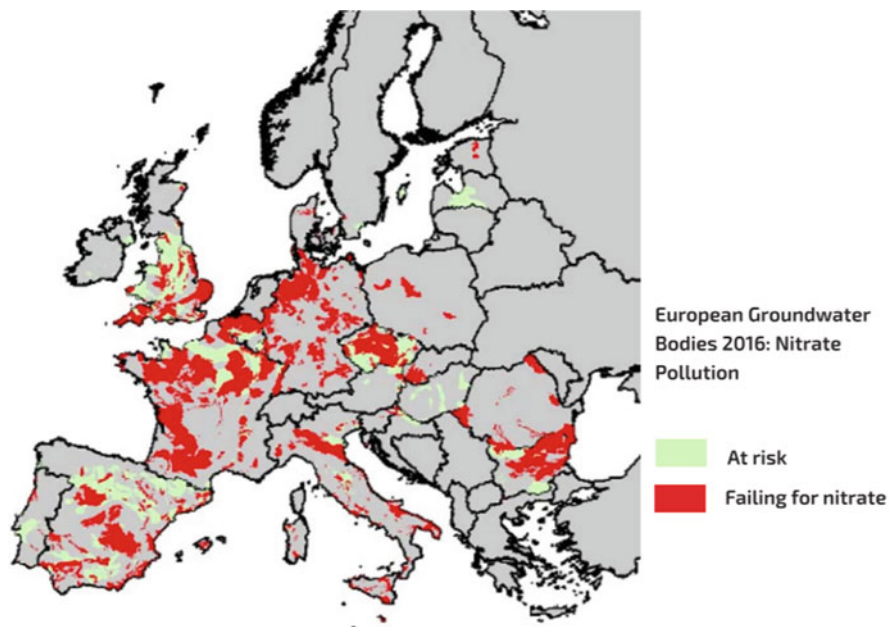 European Groundwater
Bodies 2016: Nitrate
Pollution
At risk
Failing for nitrate